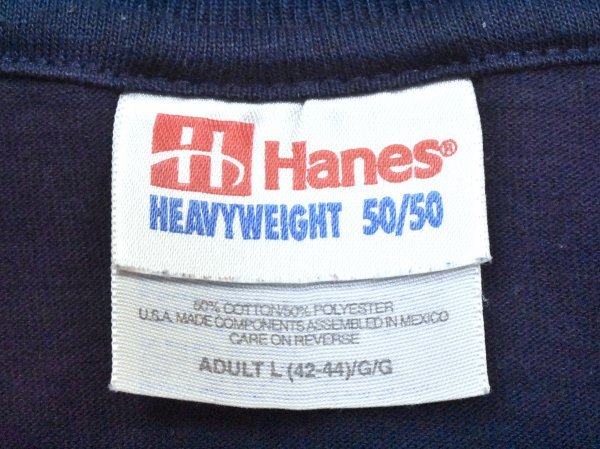 H Hanes®
HEAVYWEIGHT 50/50
50% COTTON/50% POLYESTER
U.S.A. MADE COMPONENTS ASSEMBLED IN MEXICO
CARE ON REVERSE
ADULT L (42-44)/G/G